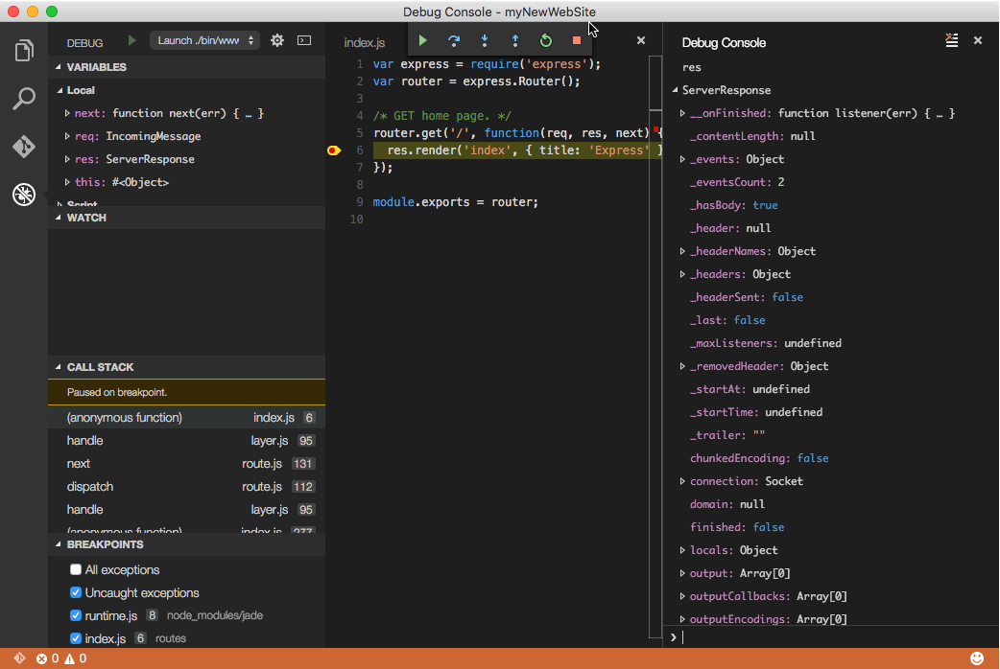 Debug Console - myNewWebSite
DEBUG
Launch ./bin/www
VARIABLES
Local
next: function next(err) { … }
req: IncomingMessage
res: ServerResponse
this: #<Object>
Script
WATCH
CALL STACK
Paused on breakpoint.
(anonymous function) index.js 6
handle layer.js 95
next route.js 131
dispatch route.js 112
handle layer.js 95
(anonymous function) index.js 277
BREAKPOINTS
All exceptions
Uncaught exceptions
runtime.js 8 node_modules/jade
index.js 6 routes
index.js
1 var express = require('express');
2 var router = express.Router();
3
4 /* GET home page. */
5 router.get('/', function(req, res, next) {
6 res.render('index', { title: 'Express' }
7 });
8
9 module.exports = router;
10
Debug Console
res
ServerResponse
__onFinished: function listener(err) { … }
_contentLength: null
_events: Object
_eventsCount: 2
_hasBody: true
_header: null
_headerNames: Object
_headers: Object
_headerSent: false
_last: false
_maxListeners: undefined
_removedHeader: Object
_startAt: undefined
_startTime: undefined
_trailer: ""
chunkedEncoding: false
connection: Socket
domain: null
finished: false
locals: Object
output: Array[0]
outputCallbacks: Array[0]
outputEncodings: Array[0]
0 0